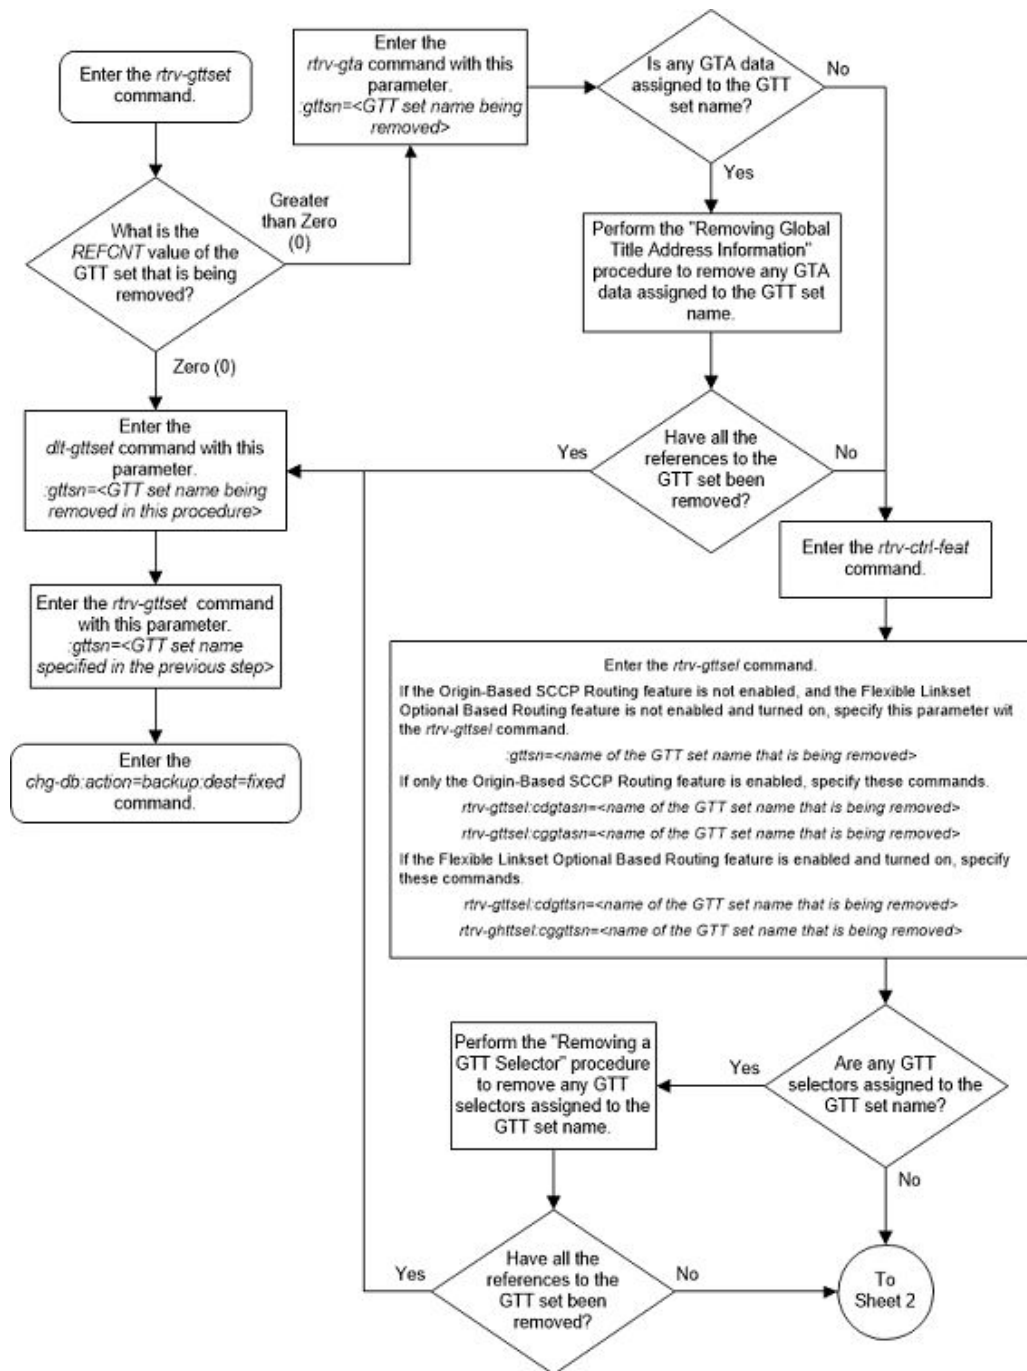 Enter the rtrv-gttset
command.
Enter the
rtrv-gta command with this
parameter.
:gttsn=<GTT set name being
removed>
Is any GTA data
assigned to the GTT
set name?
No
Yes
What is the
REFCNT value of the
GTT set that is being
removed?
Greater
than Zero
(0)
Zero (0)
Perform the "Removing Global
Title Address Information"
procedure to remove any GTA
data assigned to the GTT set
name.
Have all the
references to the
GTT set been
removed?
Yes
No
Enter the
dlt-gttset command with this
parameter.
:gttsn=<GTT set name being
removed in this procedure>
Enter the rtrv-gttset command
with this parameter.
:gttsn=<GTT set name
specified in the previous step>
Enter the
chg-db:action=backup:dest=fixed
command.
Enter the rtrv-ctrl-feat
command.
Enter the rtrv-gttsel command.
If the Origin-Based SCCP Routing feature is not enabled, and the Flexible Linkset
Optional Based Routing feature is not enabled and turned on, specify this parameter wit
the rtrv-gttsel command.
:gttsn=<name of the GTT set name that is being removed>
If only the Origin-Based SCCP Routing feature is enabled, specify these commands.
rtrv-gttsel:cdgtasn=<name of the GTT set name that is being removed>
rtrv-gttsel:cggtasn=<name of the GTT set name that is being removed>
If the Flexible Linkset Optional Based Routing feature is enabled and turned on, specify
these commands.
rtrv-gttsel:cdgttsn=<name of the GTT set name that is being removed>
rtrv-ghttsel:cggttsn=<name of the GTT set name that is being removed>
Perform the "Removing a
GTT Selector" procedure
to remove any GTT
selectors assigned to the
GTT set name.
Yes
Are any GTT
selectors assigned to the
GTT set name?
No
Have all the
references to the
GTT set been
removed?
Yes
No
To
Sheet 2